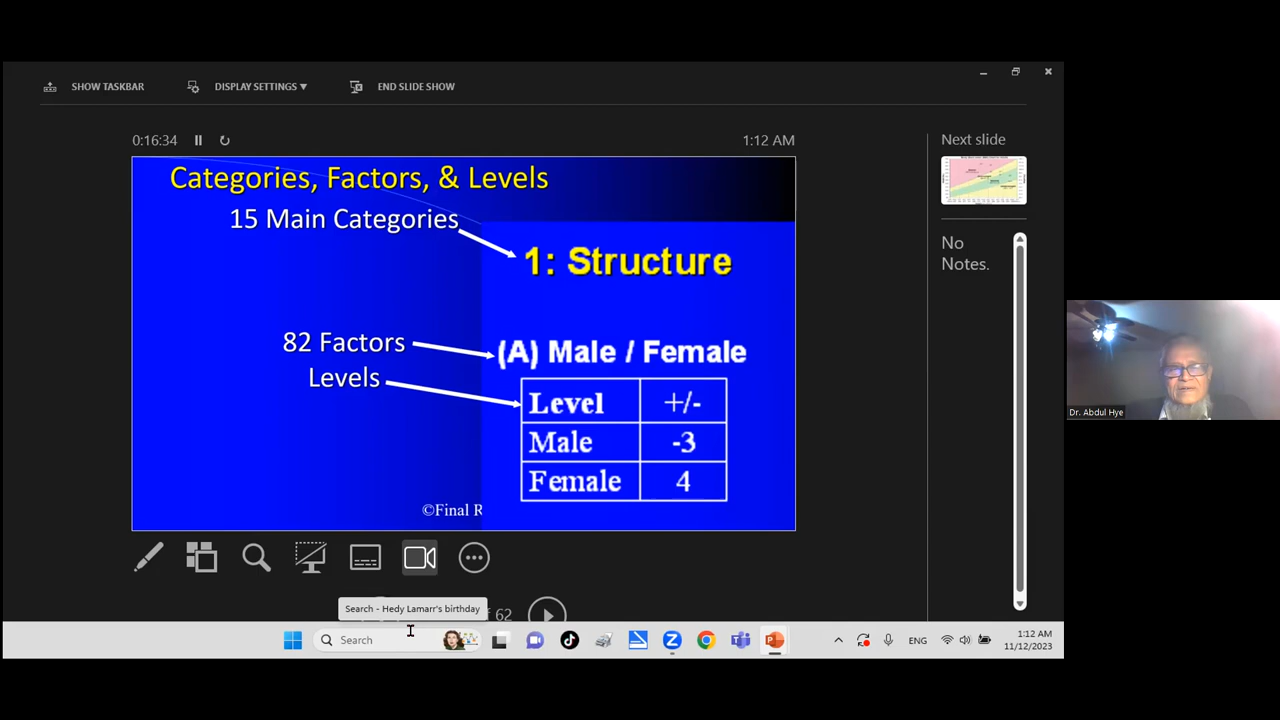 SHOW TASKBAR DISPLAY SETTINGS ▼ END SLIDE SHOW
0:16:34 1:12 AM
Next slide
Categories, Factors, & Levels
15 Main Categories
1: Structure
No
Notes.
82 Factors
(A) Male / Female
Levels
Level +/-
Male -3
Female 4
©Final R
Dr. Abdul Hye
Search - Hedy Lamarr's birthday
62
Search
ENG
1:12 AM
11/12/2023